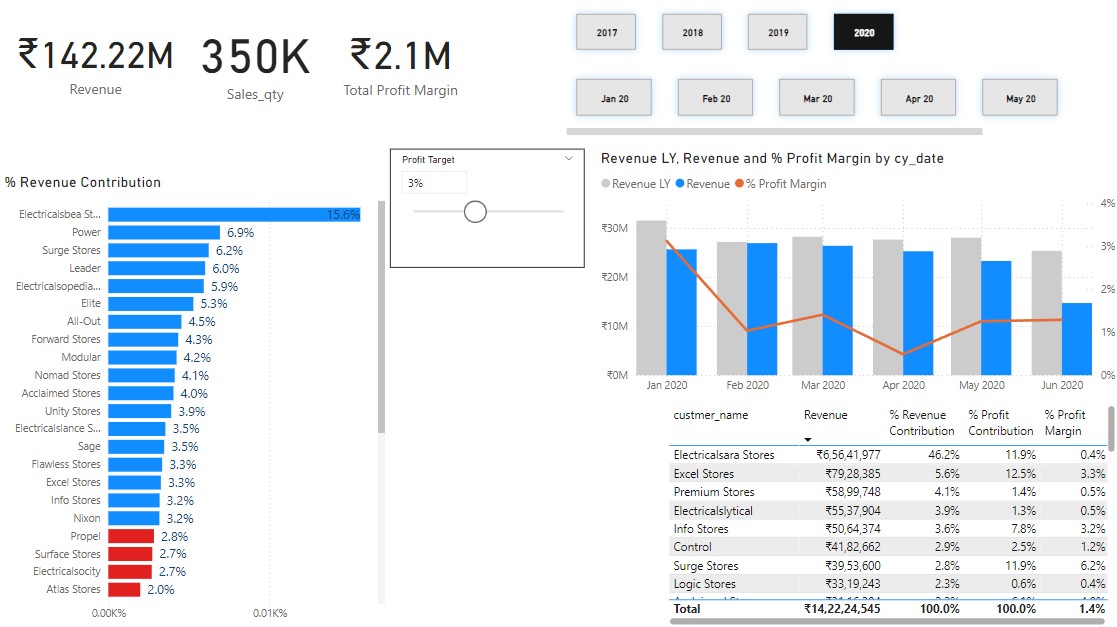 ₹142.22M
Revenue
350K
Sales_qty
₹2.1M
Total Profit Margin
2017
2018
2019
2020
Jan 20
Feb 20
Mar 20
Apr 20
May 20
% Revenue Contribution
Electricalsbea St... 15.6%
Power 6.9%
Surge Stores 6.2%
Leader 6.0%
Electricalsopedia... 5.9%
Elite 5.3%
All-Out 4.5%
Forward Stores 4.3%
Modular 4.2%
Nomad Stores 4.1%
Acclaimed Stores 4.0%
Unity Stores 3.9%
Electricalslance S... 3.5%
Sage 3.5%
Flawless Stores 3.3%
Excel Stores 3.3%
Info Stores 3.2%
Nixon 3.2%
Propel 2.8%
Surface Stores 2.7%
Electricalsocity 2.7%
Atlas Stores 2.0%
0.00K% 0.01K%
Profit Target
3%
Revenue LY, Revenue and % Profit Margin by cy_date
Revenue LY Revenue % Profit Margin
₹30M
₹20M
₹10M
₹0M
4%
3%
2%
1%
0%
Jan 2020 Feb 2020 Mar 2020 Apr 2020 May 2020 Jun 2020
custmer_name Revenue % Revenue Contribution % Profit Contribution % Profit Margin
Electricalsara Stores ₹6,56,41,977 46.2% 11.9% 0.4%
Excel Stores ₹79,28,385 5.6% 12.5% 3.3%
Premium Stores ₹58,99,748 4.1% 1.4% 0.5%
Electricalslytical ₹55,37,904 3.9% 1.3% 0.5%
Info Stores ₹50,64,374 3.6% 7.8% 3.2%
Control ₹41,82,662 2.9% 2.5% 1.2%
Surge Stores ₹39,53,600 2.8% 11.9% 6.2%
Logic Stores ₹33,19,243 2.3% 0.6% 0.4%
Total ₹14,22,24,545 100.0% 100.0% 1.4%